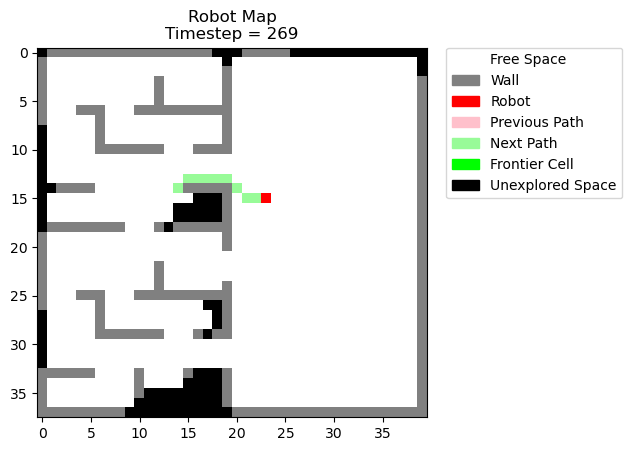 Robot Map
Timestep = 269
0
5
10
15
20
25
30
35
0
5
10
15
20
25
30
35
Free Space
Wall
Robot
Previous Path
Next Path
Frontier Cell
Unexplored Space